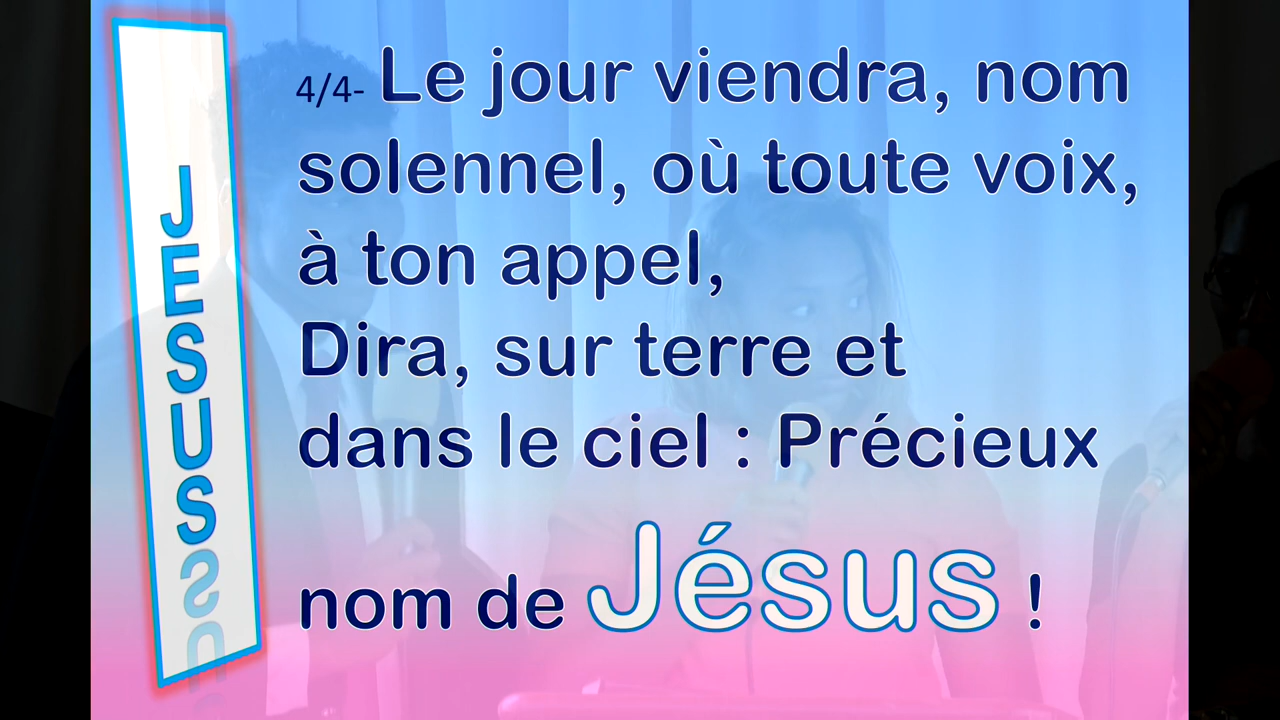 JESUS
4/4- Le jour viendra, nom
solennel, où toute voix,
à ton appel,
Dira, sur terre et
dans le ciel : Précieux
nom de Jésus !